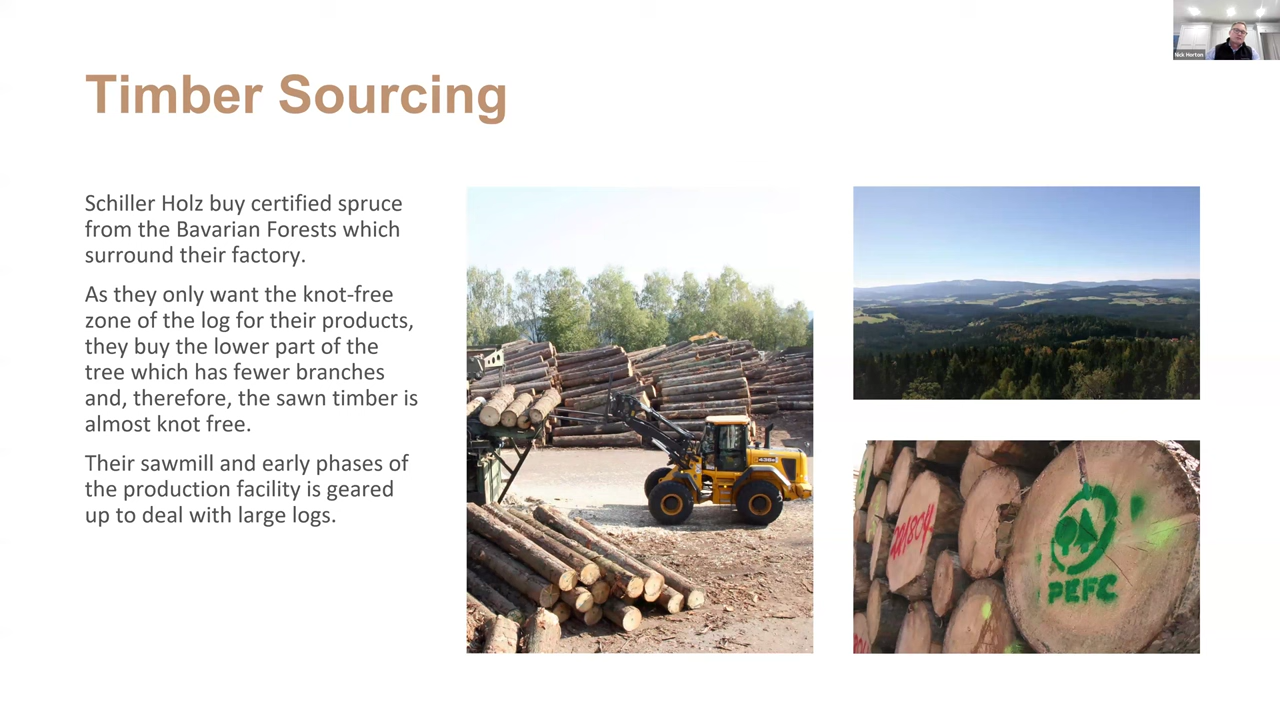 Nick Horton
Timber Sourcing
Schiller Holz buy certified spruce
from the Bavarian Forests which
surround their factory.
As they only want the knot-free
zone of the log for their products,
they buy the lower part of the
tree which has fewer branches
and, therefore, the sawn timber is
almost knot free.
Their sawmill and early phases of
the production facility is geared
up to deal with large logs.
PEFC